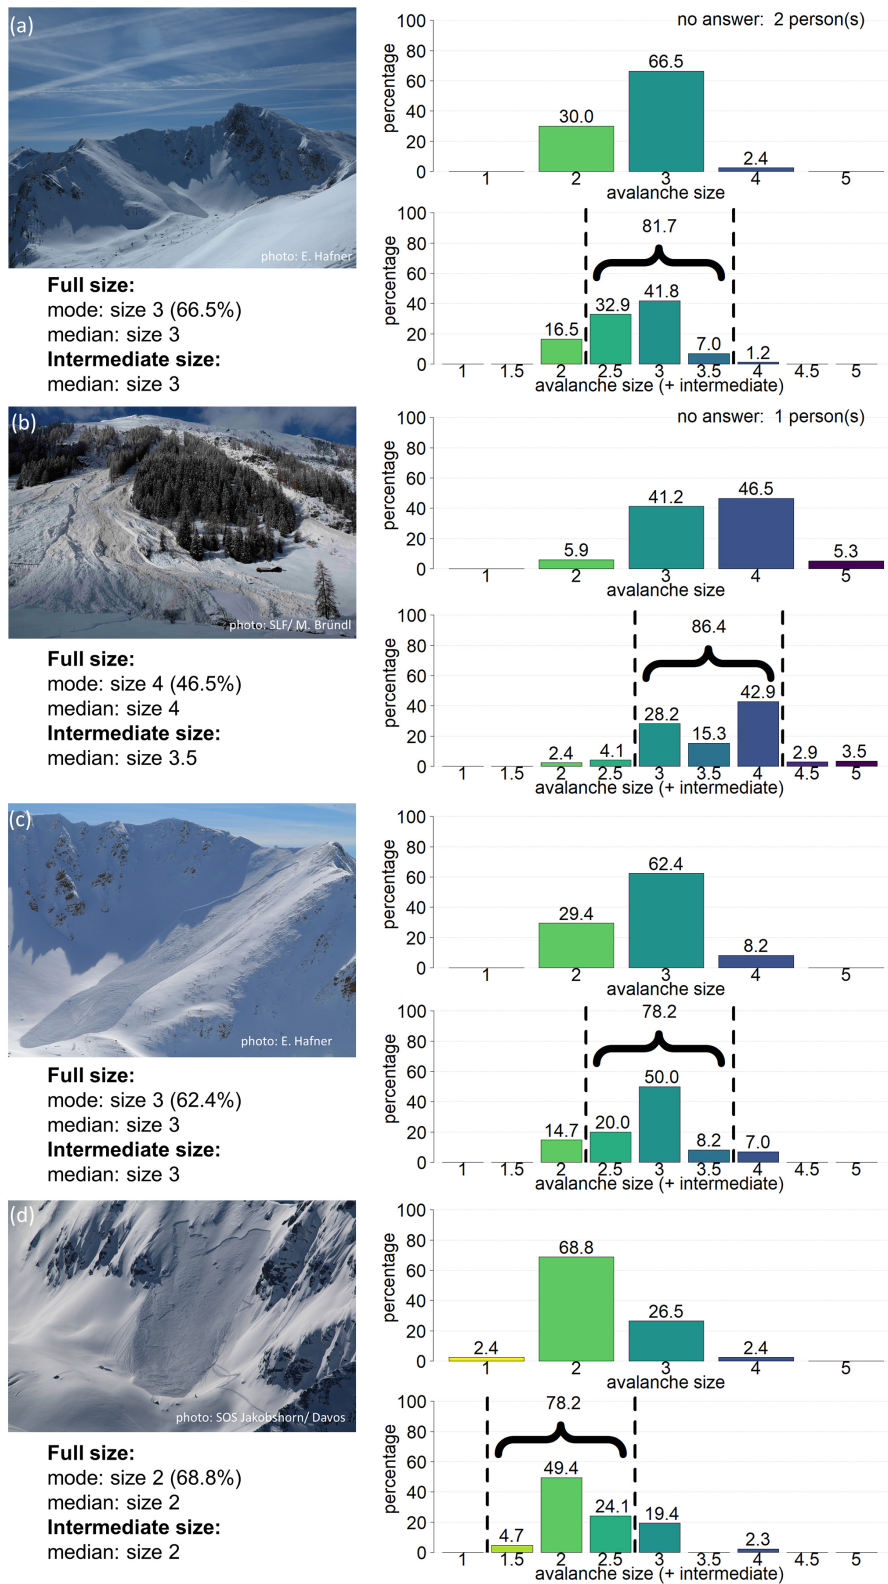 (a)
photo: E. Hafner
no answer: 2 person(s)
percentage
100
80
60
40
20
0
30.0
66.5
2.4
1 2 3 4 5
avalanche size
percentage
100
80
60
40
20
0
81.7
16.5
32.9
41.8
7.0
1.2
1 1.5 2 2.5 3 3.5 4 4.5 5
avalanche size (+ intermediate)
Full size:
mode: size 3 (66.5%)
median: size 3
Intermediate size:
median: size 3
(b)
photo: SLF/ M. Bründl
no answer: 1 person(s)
percentage
100
80
60
40
20
0
5.9
41.2
46.5
5.3
1 2 3 4 5
avalanche size
percentage
100
80
60
40
20
0
86.4
2.4
4.1
28.2
15.3
42.9
2.9
3.5
1 1.5 2 2.5 3 3.5 4 4.5 5
avalanche size (+ intermediate)
Full size:
mode: size 4 (46.5%)
median: size 4
Intermediate size:
median: size 3.5
(c)
photo: E. Hafner
percentage
100
80
60
40
20
0
29.4
62.4
8.2
1 2 3 4 5
avalanche size
percentage
100
80
60
40
20
0
78.2
14.7
20.0
50.0
8.2
7.0
1 1.5 2 2.5 3 3.5 4 4.5 5
avalanche size (+ intermediate)
Full size:
mode: size 3 (62.4%)
median: size 3
Intermediate size:
median: size 3
(d)
photo: SOS Jakobshorn/ Davos
percentage
100
80
60
40
20
0
2.4
68.8
26.5
2.4
1 2 3 4 5
avalanche size
percentage
100
80
60
40
20
0
78.2
4.7
49.4
24.1
19.4
2.3
1 1.5 2 2.5 3 3.5 4 4.5 5
avalanche size (+ intermediate)
Full size:
mode: size 2 (68.8%)
median: size 2
Intermediate size:
median: size 2